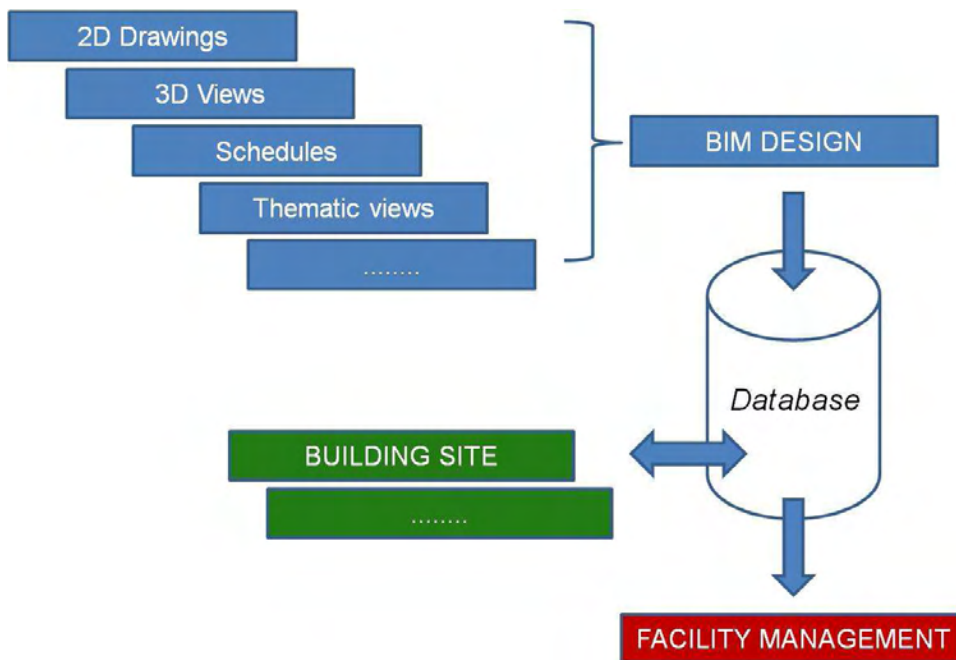 2D Drawings
3D Views
Schedules
Thematic views
........
BIM DESIGN
Database
BUILDING SITE
........
FACILITY MANAGEMENT